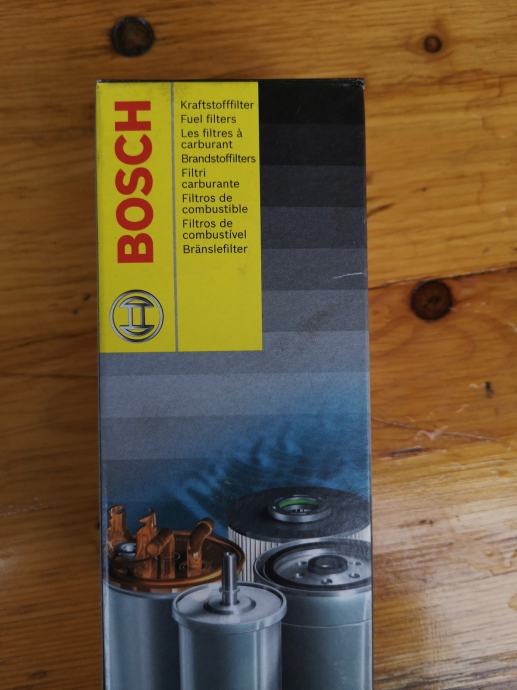 BOSCH
Kraftstofffilter
Fuel filters
Les filtres à
carburant
Brandstoffilters
Filtri
carburante
Filtros de
combustible
Filtros de
combustível
Bränslefilter